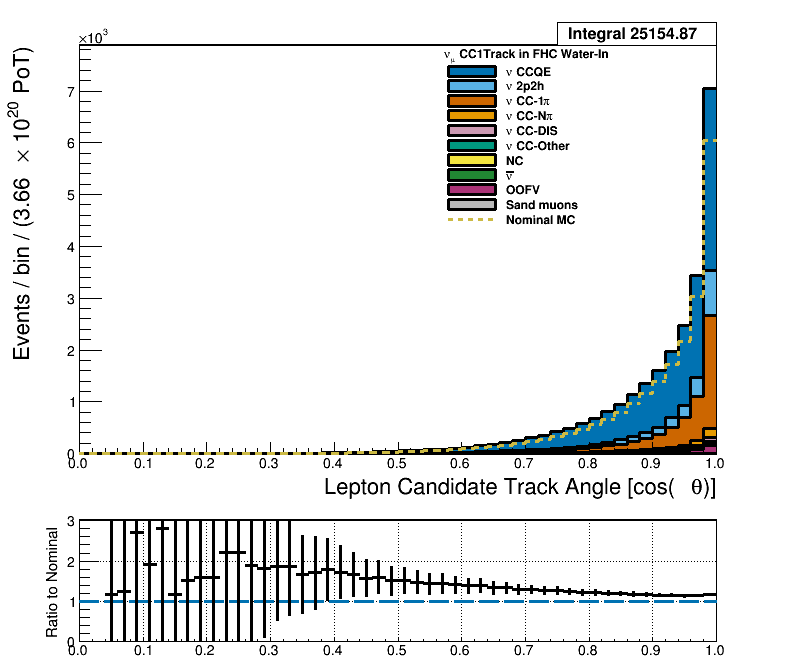 Integral 25154.87
×10³
ν_μ CC1Track in FHC Water-In
ν CCQE
ν 2p2h
ν CC-1π
ν CC-Nπ
ν CC-DIS
ν CC-Other
NC
ν̅
OOFV
Sand muons
Nominal MC
Events / bin / (3.66 × 10²⁰ PoT)
7
6
5
4
3
2
1
0
0.0 0.1 0.2 0.3 0.4 0.5 0.6 0.7 0.8 0.9 1.0
Lepton Candidate Track Angle [cos( θ)]
Ratio to Nominal
3
2
1
0
0.0 0.1 0.2 0.3 0.4 0.5 0.6 0.7 0.8 0.9 1.0